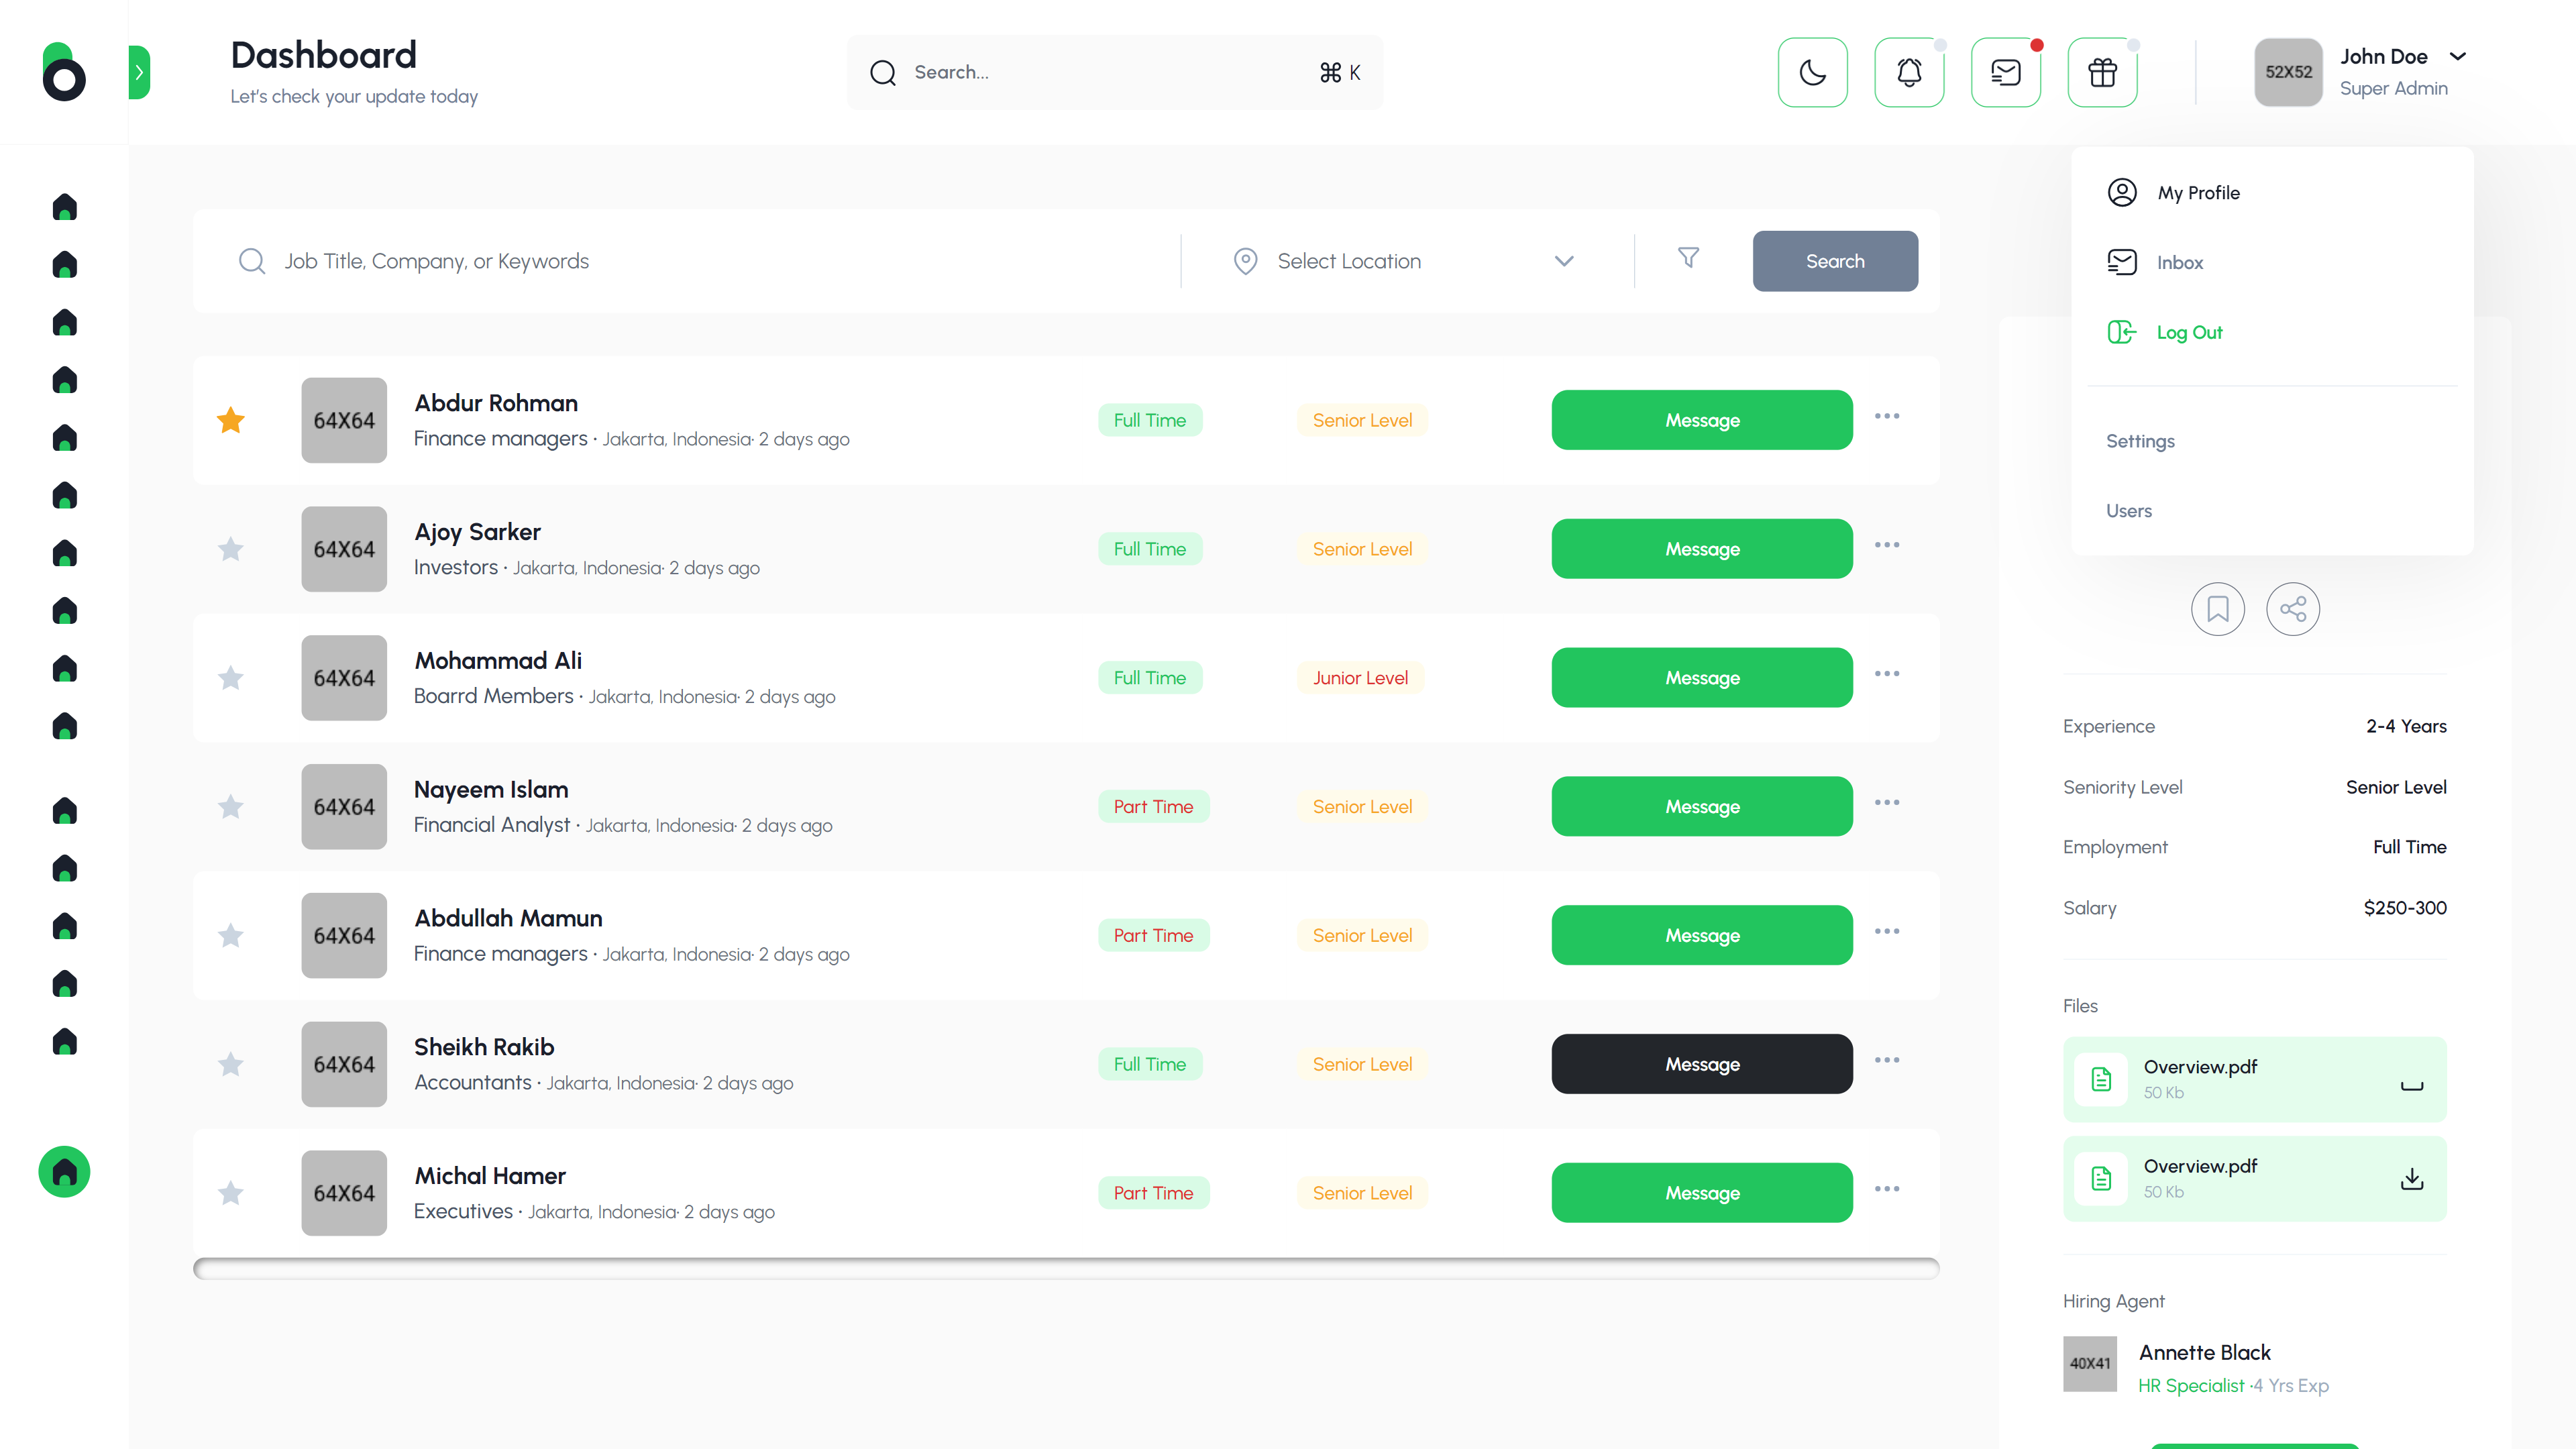 Dashboard
Let's check your update today
Search...
⌘ K
52X52
John Doe
Super Admin
My Profile
Inbox
Log Out
Settings
Users
Job Title, Company, or Keywords
Select Location
Search
64X64
Abdur Rohman
Finance managers · Jakarta, Indonesia· 2 days ago
Full Time
Senior Level
Message
64X64
Ajoy Sarker
Investors · Jakarta, Indonesia· 2 days ago
Full Time
Senior Level
Message
64X64
Mohammad Ali
Boarrd Members · Jakarta, Indonesia· 2 days ago
Full Time
Junior Level
Message
64X64
Nayeem Islam
Financial Analyst · Jakarta, Indonesia· 2 days ago
Part Time
Senior Level
Message
64X64
Abdullah Mamun
Finance managers · Jakarta, Indonesia· 2 days ago
Part Time
Senior Level
Message
64X64
Sheikh Rakib
Accountants · Jakarta, Indonesia· 2 days ago
Full Time
Senior Level
Message
64X64
Michal Hamer
Executives · Jakarta, Indonesia· 2 days ago
Part Time
Senior Level
Message
Experience 2-4 Years
Seniority Level Senior Level
Employment Full Time
Salary $250-300
Files
Overview.pdf
50 Kb
Overview.pdf
50 Kb
Hiring Agent
40X41
Annette Black
HR Specialist ·4 Yrs Exp